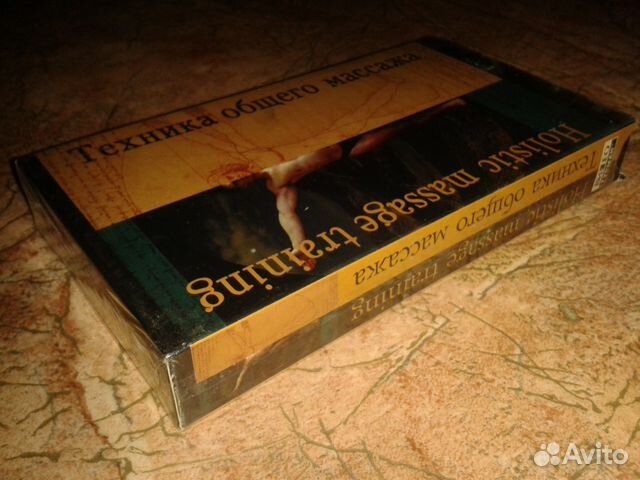 Техника общего массажа
Holistic massage training
Техника общего массажа
Holistic massage training
Avito